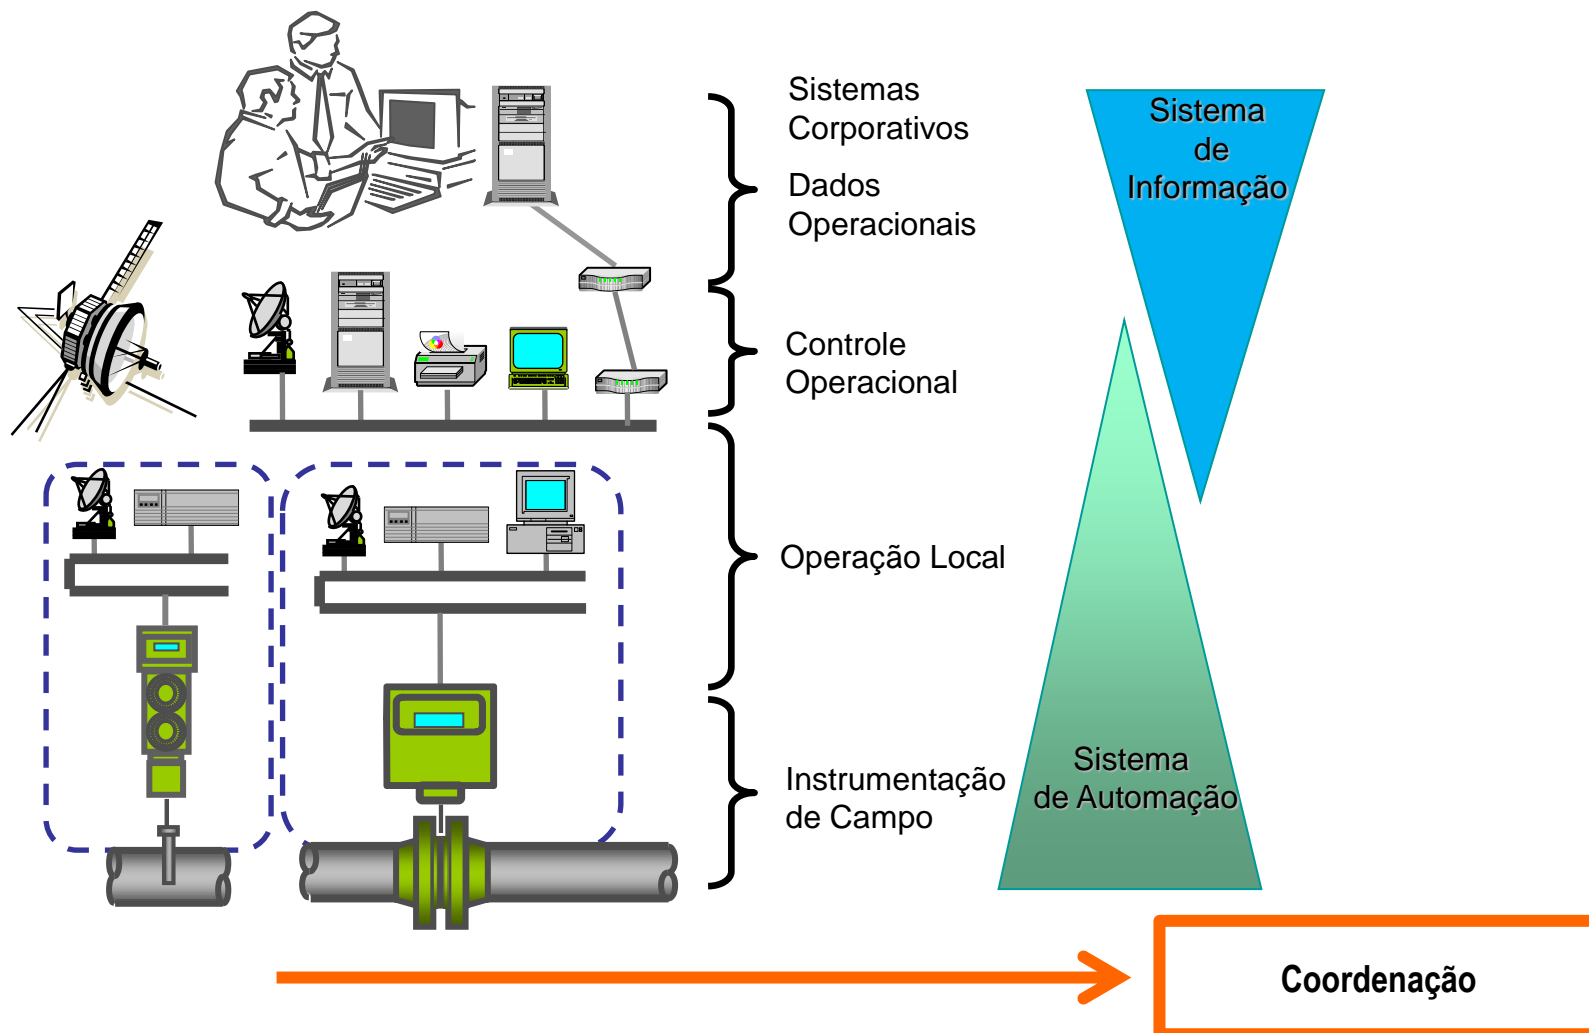 Sistemas
Corporativos
Dados
Operacionais
Controle
Operacional
Operação Local
Instrumentação
de Campo
Sistema
de
Informação
Sistema
de Automação
Coordenação